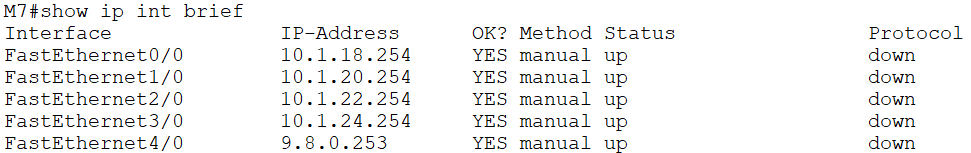 M7#show ip int brief
Interface IP-Address OK? Method Status Protocol
FastEthernet0/0 10.1.18.254 YES manual up down
FastEthernet1/0 10.1.20.254 YES manual up down
FastEthernet2/0 10.1.22.254 YES manual up down
FastEthernet3/0 10.1.24.254 YES manual up down
FastEthernet4/0 9.8.0.253 YES manual up down